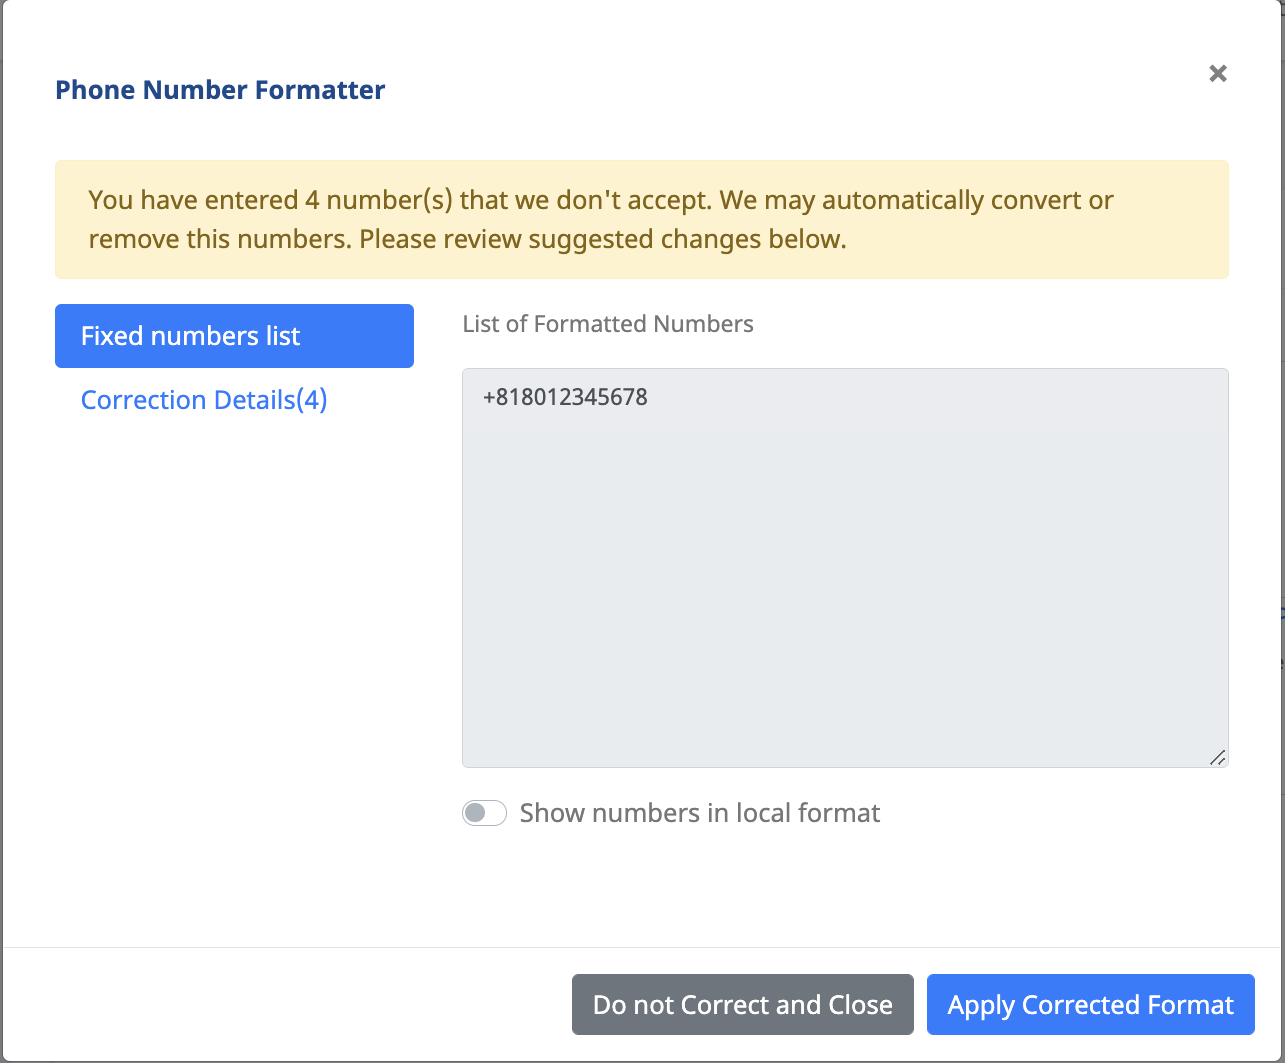 Phone Number Formatter
×
You have entered 4 number(s) that we don't accept. We may automatically convert or
remove this numbers. Please review suggested changes below.
Fixed numbers list
Correction Details(4)
List of Formatted Numbers
+818012345678
Show numbers in local format
Do not Correct and Close
Apply Corrected Format